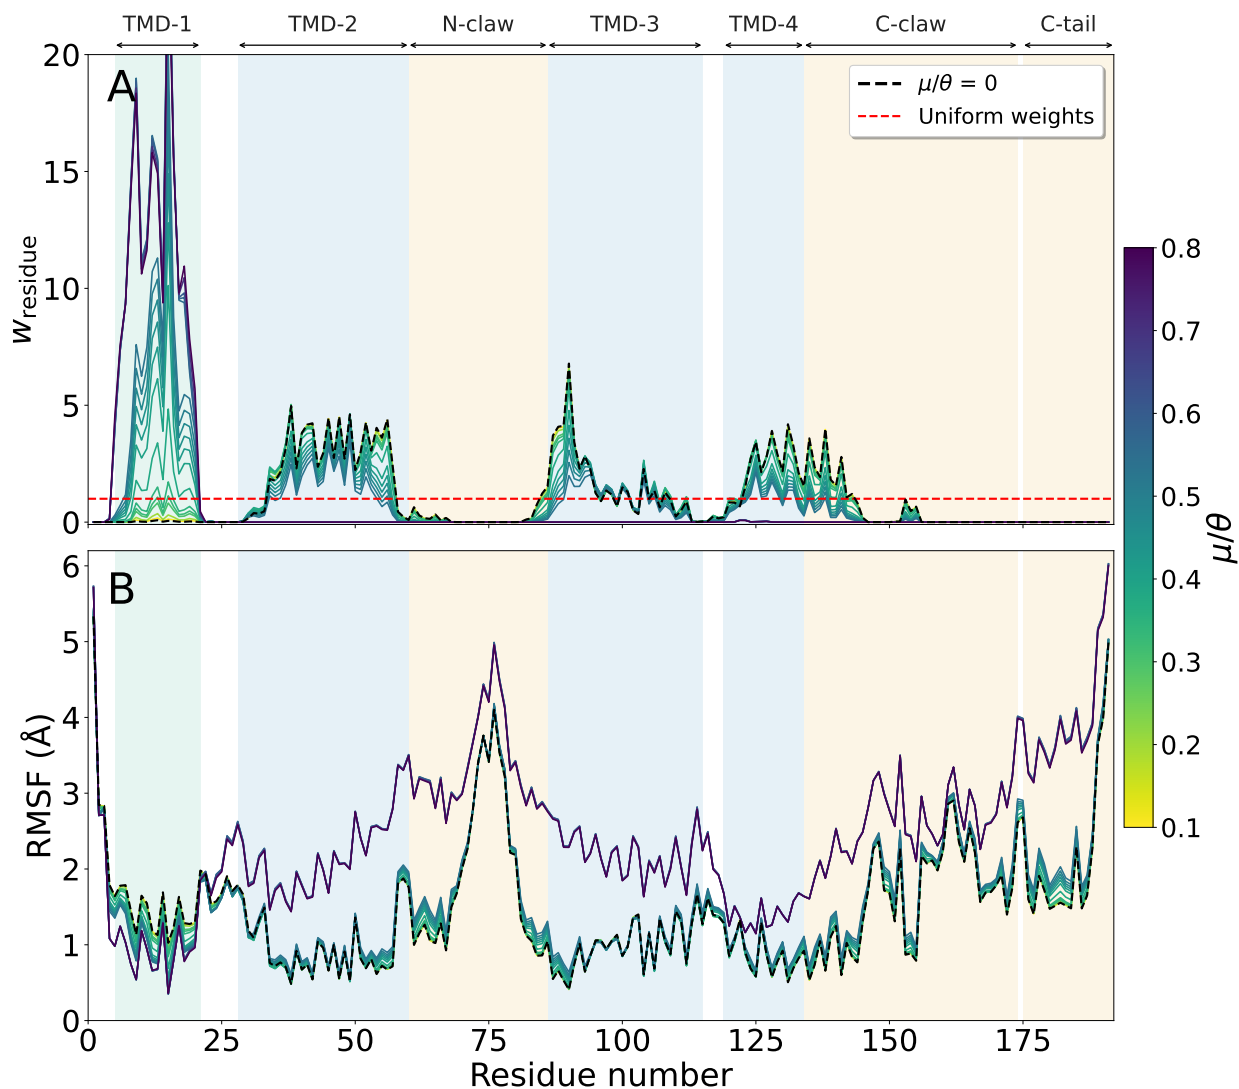 TMD-1 TMD-2 N-claw TMD-3 TMD-4 C-claw C-tail
A
μ/θ = 0
Uniform weights
20
15
10
5
0
w_residue
B
6
5
4
3
2
1
0
RMSF (Å)
0 25 50 75 100 125 150 175
Residue number
0.8
0.7
0.6
0.5
0.4
0.3
0.2
0.1
μ/θ